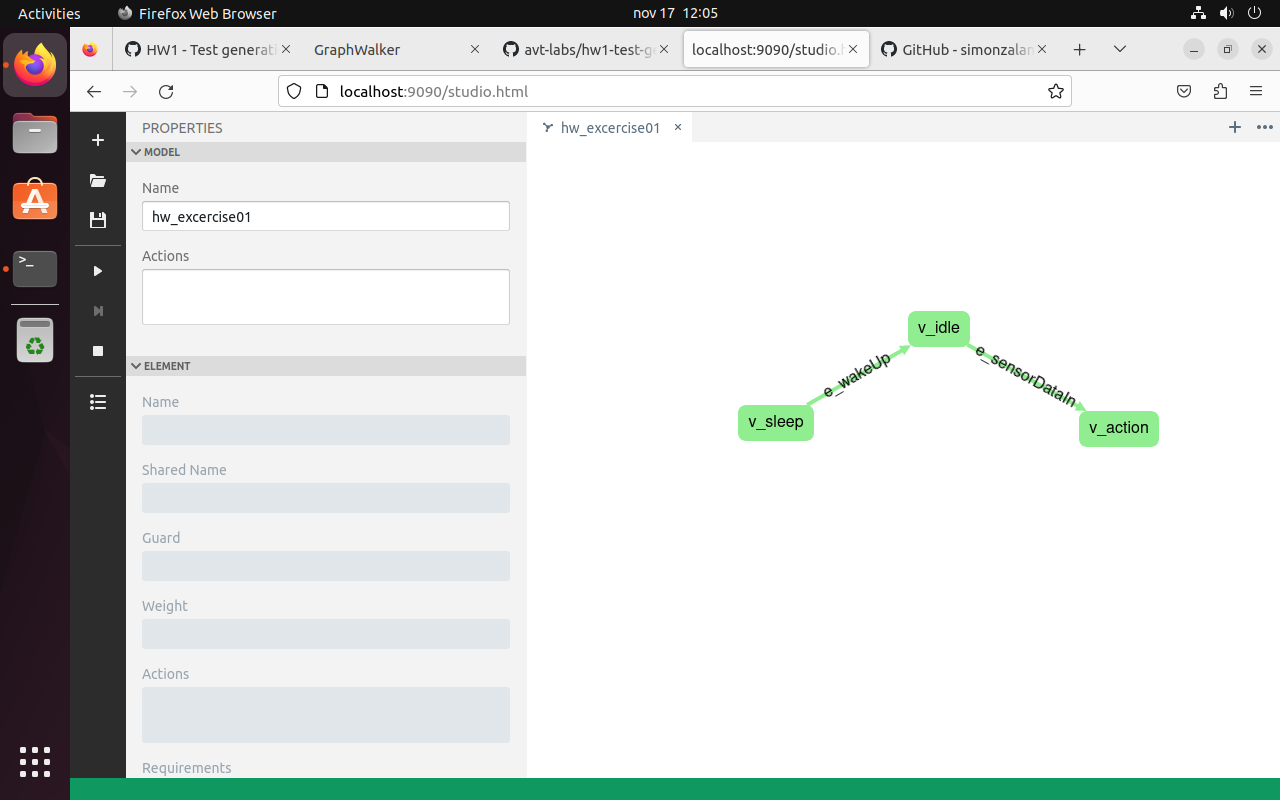 Activities
Firefox Web Browser
nov 17 12:05
HW1 - Test generati
GraphWalker
avt-labs/hw1-test-ge
localhost:9090/studio.h
GitHub - simonzalan
localhost:9090/studio.html
PROPERTIES
hw_excercise01
MODEL
Name
hw_excercise01
Actions
ELEMENT
Name
Shared Name
Guard
Weight
Actions
Requirements
v_idle
e_wakeUp
e_sensorDataIn
v_sleep
v_action